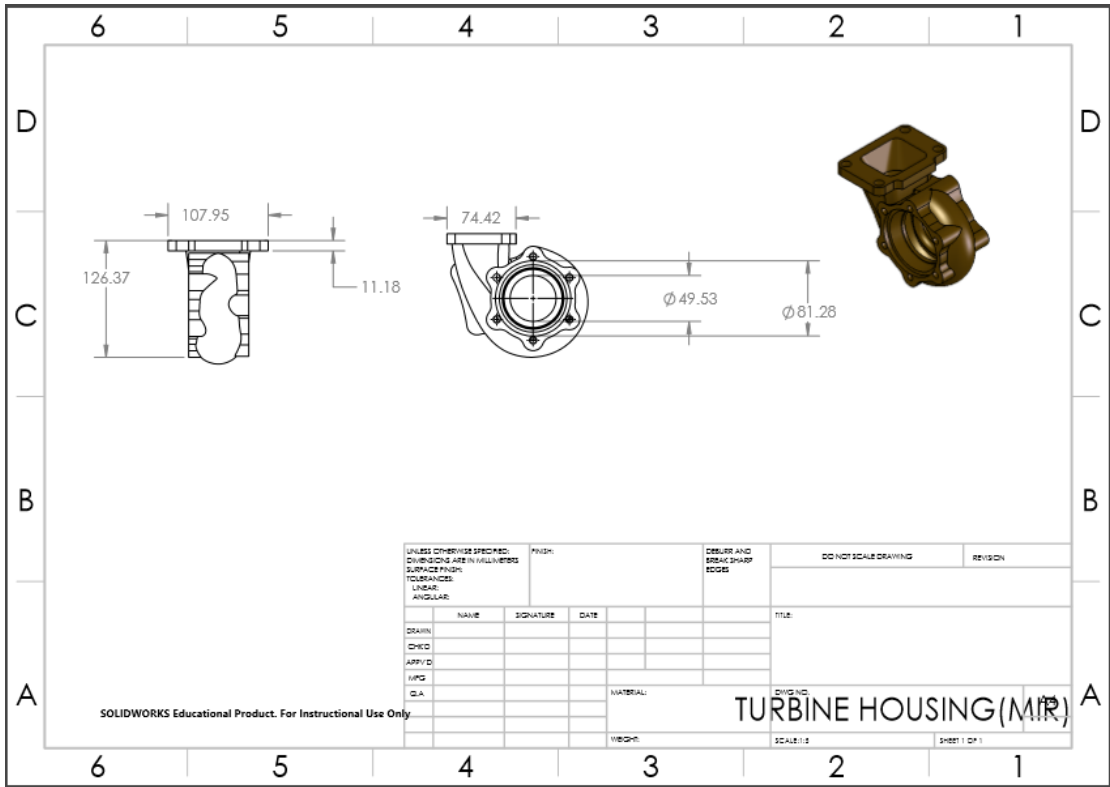 6 5 4 3 2 1
D D
107.95
74.42
126.37
11.18
Ø49.53
Ø81.28
C C
B B
UNLESS OTHERWISE SPECIFIED:
DIMENSIONS ARE IN MILLIMETERS
SURFACE FINISH:
TOLERANCES:
LINEAR:
ANGULAR:
FINISH:
DEBURR AND
BREAK SHARP
EDGES
DO NOT SCALE DRAWING
REVISION
NAME SIGNATURE DATE
TITLE:
DRAWN
CHK'D
APPV'D
MFG
Q.A
MATERIAL:
DWG NO.
TURBINE HOUSING(MIR)
WEIGHT:
SCALE:1:5
SHEET 1 OF 1
A A
SOLIDWORKS Educational Product. For Instructional Use Only
6 5 4 3 2 1